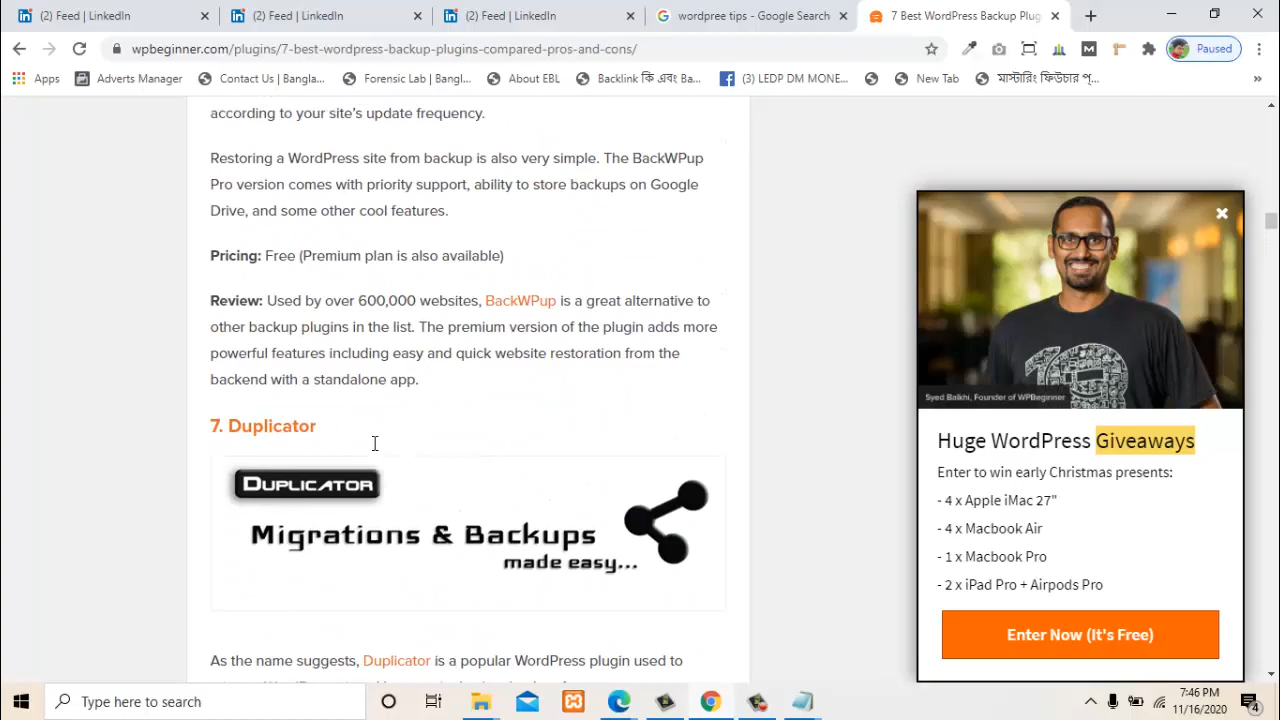 (2) Feed | LinkedIn
(2) Feed | LinkedIn
(2) Feed | LinkedIn
wordpree tips - Google Search
7 Best WordPress Backup Plug
wpbeginner.com/plugins/7-best-wordpress-backup-plugins-compared-pros-and-cons/
Paused
Apps
Adverts Manager
Contact Us | Bangla...
Forensic Lab | Bangl...
About EBL
Backlink কি এবং Ba...
(3) LEDP DM MONE...
New Tab
মাস্টারিং ফিউচার প্...
»
according to your site's update frequency.
Restoring a WordPress site from backup is also very simple. The BackWPup
Pro version comes with priority support, ability to store backups on Google
Drive, and some other cool features.
Pricing: Free (Premium plan is also available)
Review: Used by over 600,000 websites, BackWPup is a great alternative to
other backup plugins in the list. The premium version of the plugin adds more
powerful features including easy and quick website restoration from the
backend with a standalone app.
7. Duplicator
DUPLICATOR
Migrations & Backups
made easy...
As the name suggests, Duplicator is a popular WordPress plugin used to
Syed Balkhi, Founder of WPBeginner
Huge WordPress Giveaways
Enter to win early Christmas presents:
- 4 x Apple iMac 27"
- 4 x Macbook Air
- 1 x Macbook Pro
- 2 x iPad Pro + Airpods Pro
Enter Now (It's Free)
Type here to search
7:46 PM
11/16/2020
4